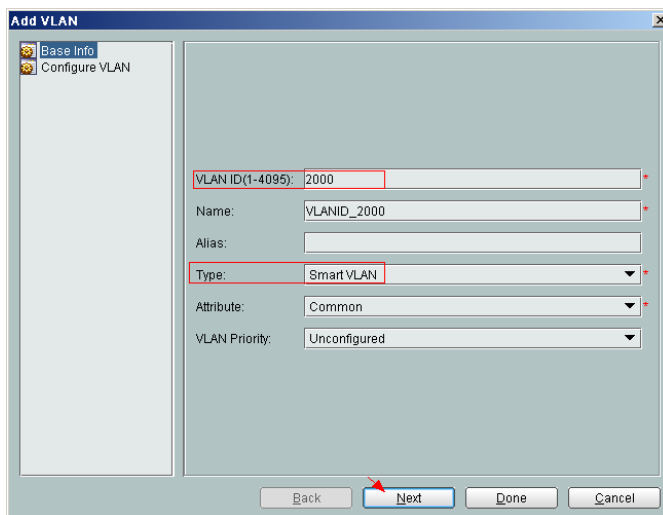 Add VLAN
Base Info
Configure VLAN
VLAN ID(1-4095): 2000 *
Name: VLANID_2000 *
Alias:
Type: Smart VLAN *
Attribute: Common *
VLAN Priority: Unconfigured
Back Next Done Cancel